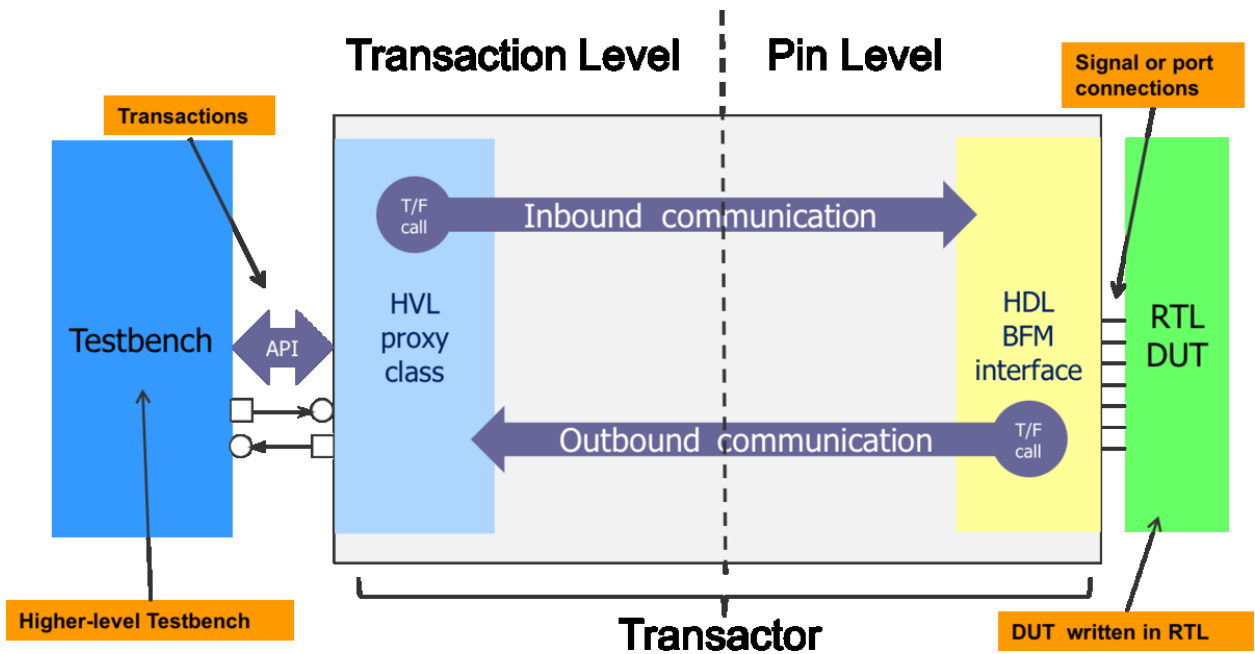 Transaction Level
Pin Level
Signal or port
connections
Transactions
T/F
call
Inbound communication
Testbench
API
HVL
proxy
class
HDL
BFM
interface
RTL
DUT
Outbound communication
T/F
call
Higher-level Testbench
Transactor
DUT written in RTL